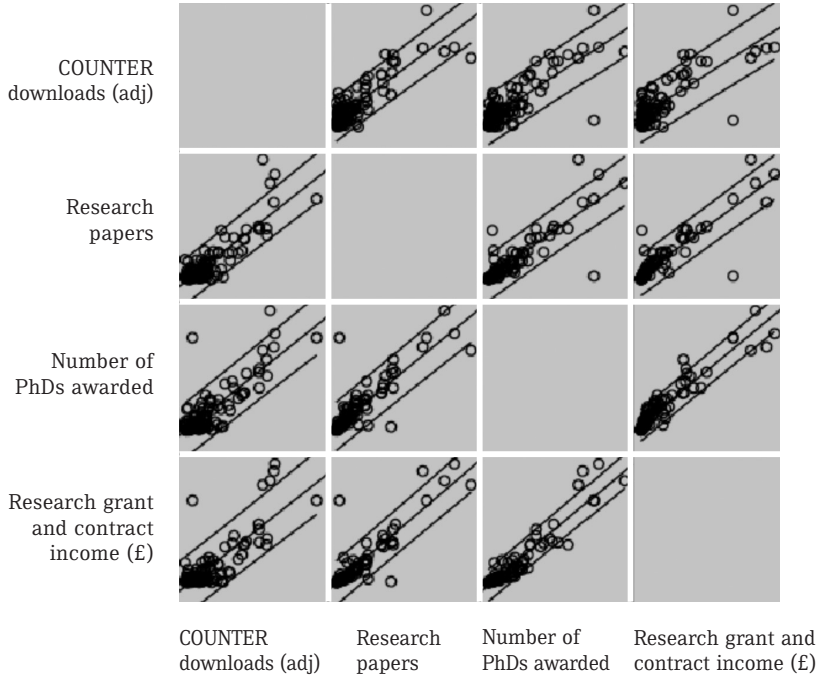 COUNTER
downloads (adj)
Research
papers
Number of
PhDs awarded
Research grant
and contract
income (£)
COUNTER
downloads (adj)
Research
papers
Number of
PhDs awarded
Research grant and
contract income (£)